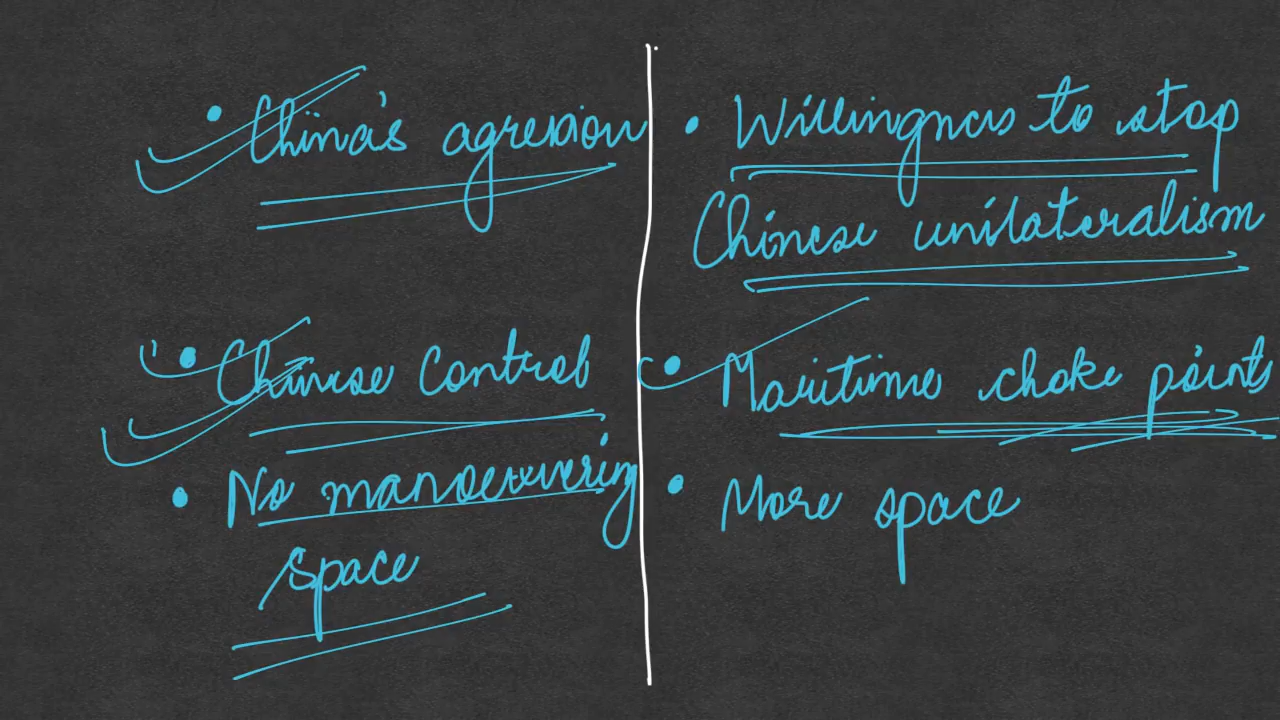 • China's agression
• Chinese Control
• No manoeuvering
space
• Willingness to stop
Chinese unilateralism
• Maritime choke points
• More space